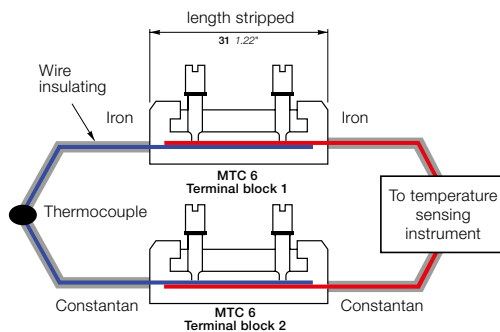 length stripped
31 1.22"
Wire
insulating
Iron
Iron
MTC 6
Terminal block 1
Thermocouple
To temperature
sensing
instrument
Constantan
MTC 6
Terminal block 2
Constantan